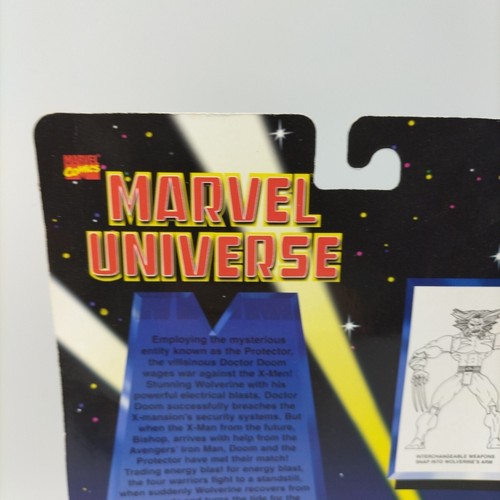 MARVEL
COMICS
MARVEL
UNIVERSE
Employing the mysterious
entity known as the Protector,
the villainous Doctor Doom
wages war against the X-Men!
Stunning Wolverine with his
powerful electrical blasts, Doctor
Doom successfully breaches the
X-mansion's security systems. But
when the X-Man from the future,
Bishop, arrives with help from the
Avengers' Iron Man, Doom and the
Protector have met their match!
Trading energy blast for energy blast,
the four warriors fight to a standstill,
when suddenly Wolverine recovers from
INTERCHANGEABLE WEAPONS
SNAP INTO WOLVERINE'S ARM